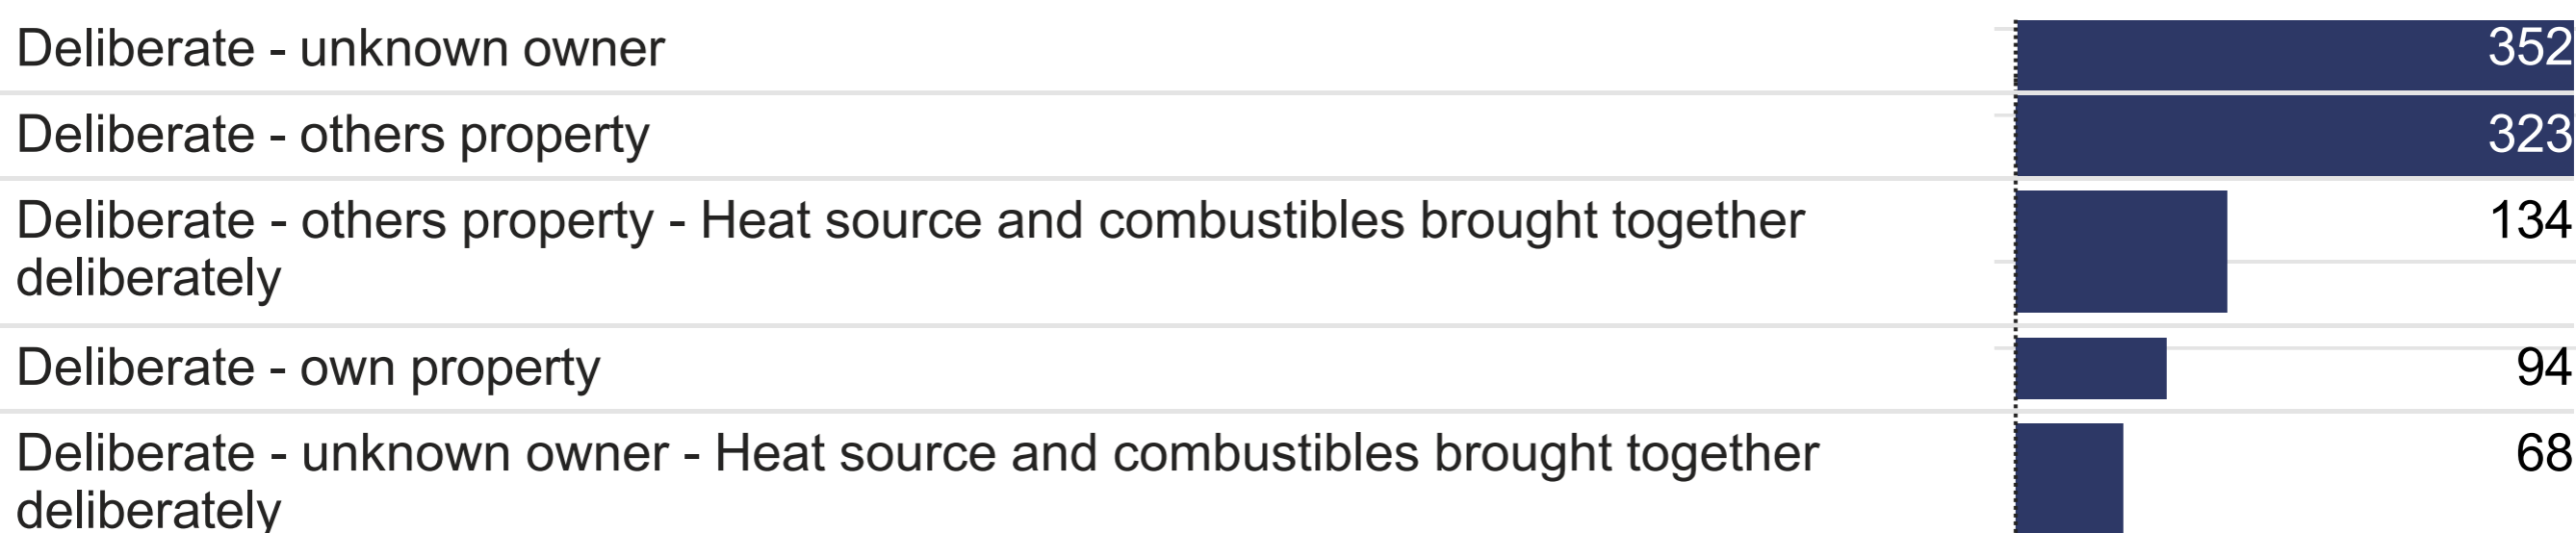 Deliberate - unknown owner 352
Deliberate - others property 323
Deliberate - others property - Heat source and combustibles brought together 134
deliberately
Deliberate - own property 94
Deliberate - unknown owner - Heat source and combustibles brought together 68
deliberately